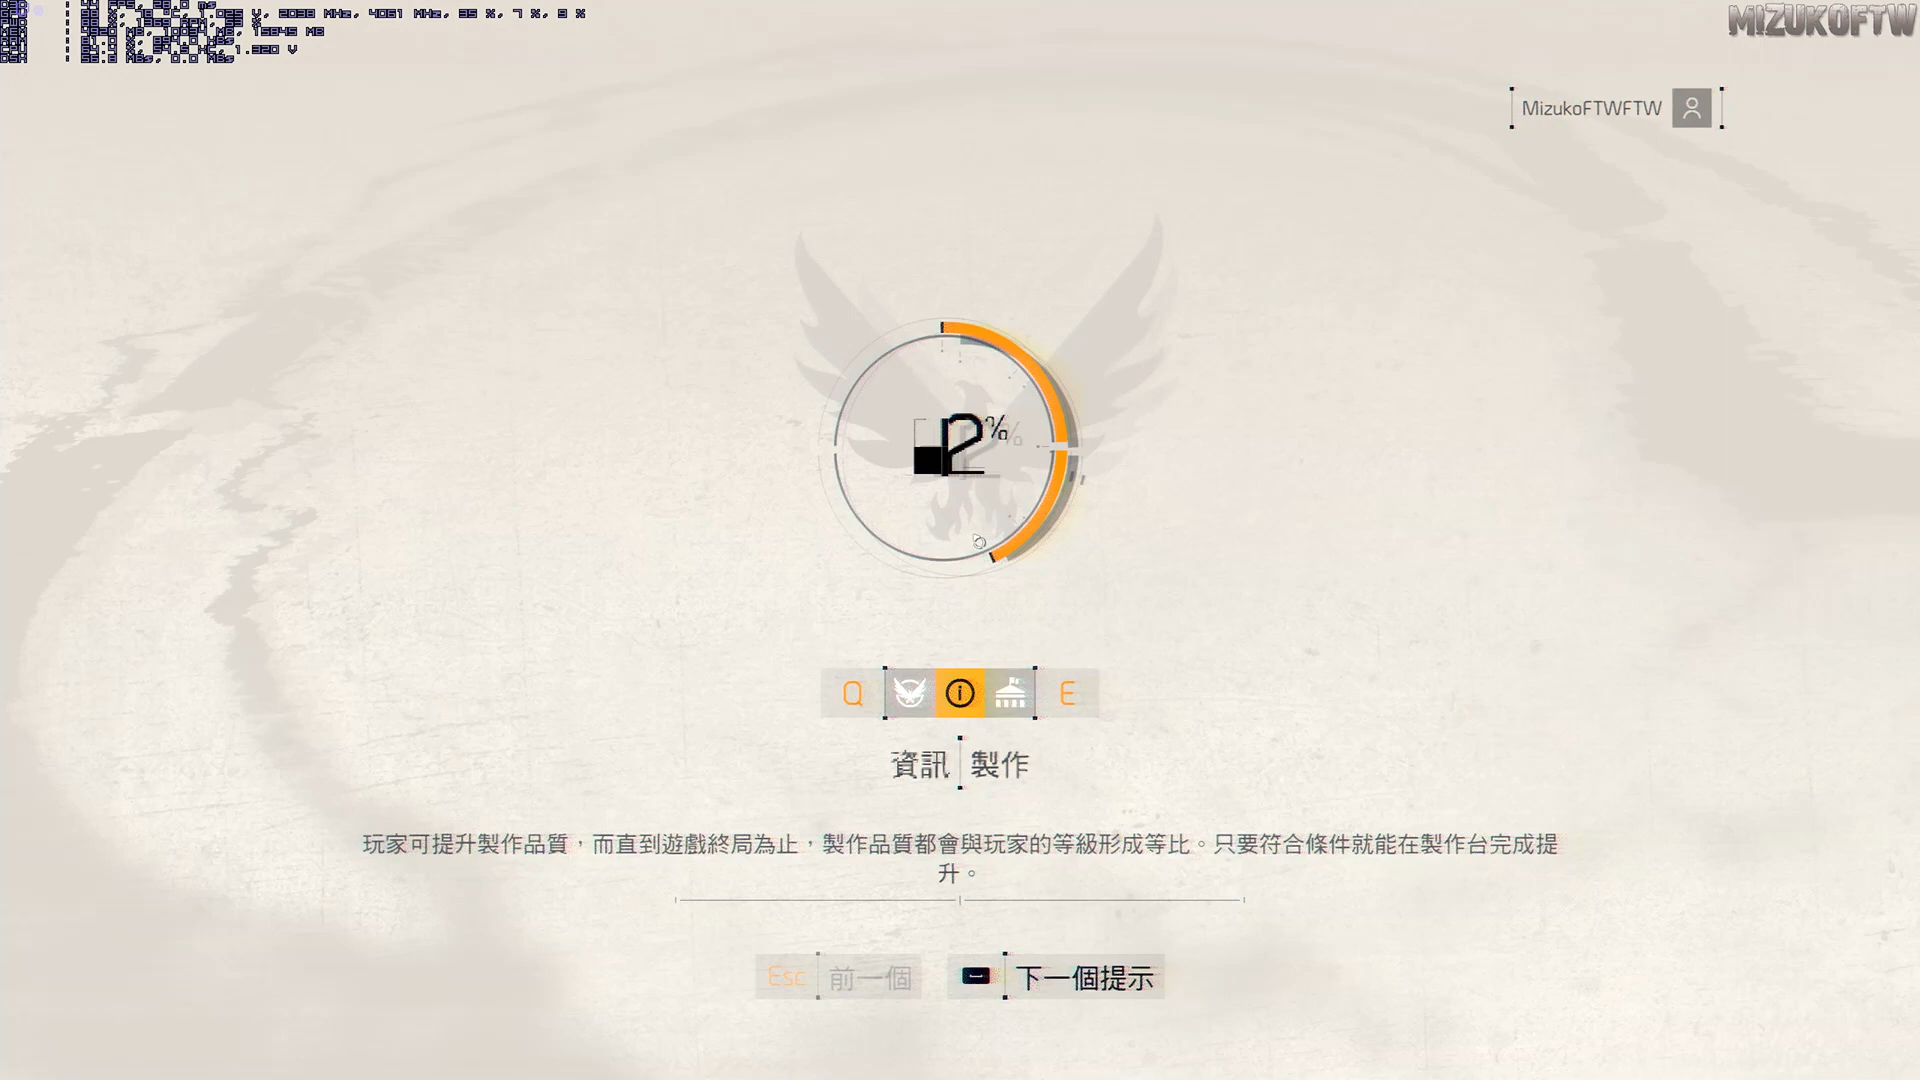 MIZUKOFTW
MizukoFTWFTW
2%
Q
E
資訊 製作
玩家可提升製作品質，而直到遊戲終局為止，製作品質都會與玩家的等級形成等比。只要符合條件就能在製作台完成提
升。
Esc 前一個 下一個提示